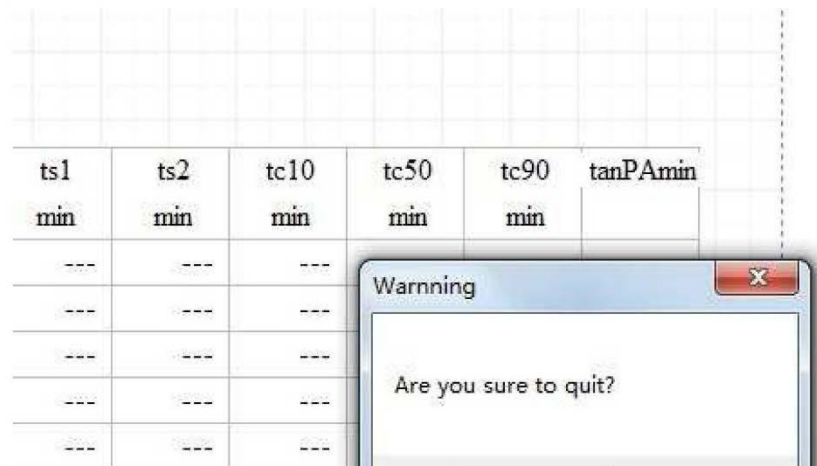 ts1 ts2 tc10 tc50 tc90 tanPAmin
min min min min min
--- --- ---
Warnning
--- --- ---
--- --- ---
Are you sure to quit?
--- --- ---
--- --- ---